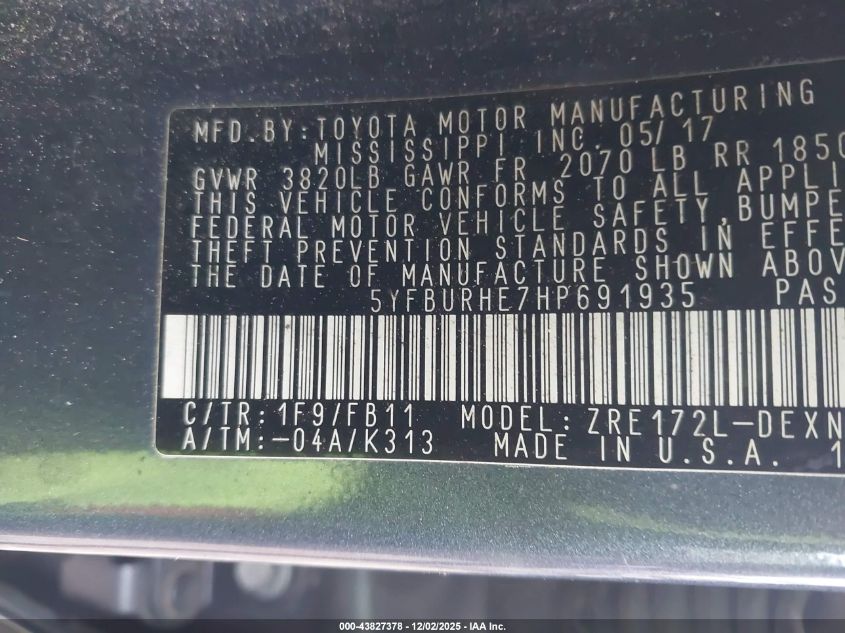 MFD.BY:TOYOTA MOTOR MANUFACTURING
MISSISSIPPI INC. 05/17
GVWR 3820LB GAWR FR 2070 LB RR 1850
THIS VEHICLE CONFORMS TO ALL APPLI
FEDERAL MOTOR VEHICLE SAFETY,BUMPE
THEFT PREVENTION STANDARDS IN EFFE
THE DATE OF MANUFACTURE SHOWN ABOV
5YFBURHE7HP691935 PAS
C/TR:1F9/FB11 MODEL:ZRE172L-DEXN
A/TM:-04A/K313 MADE IN U.S.A. 1
000-43827378 - 12/02/2025 - IAA Inc.